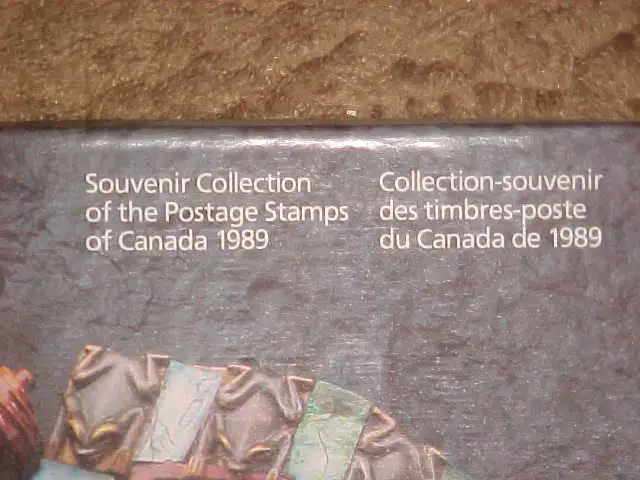 Souvenir Collection
of the Postage Stamps
of Canada 1989
Collection-souvenir
des timbres-poste
du Canada de 1989